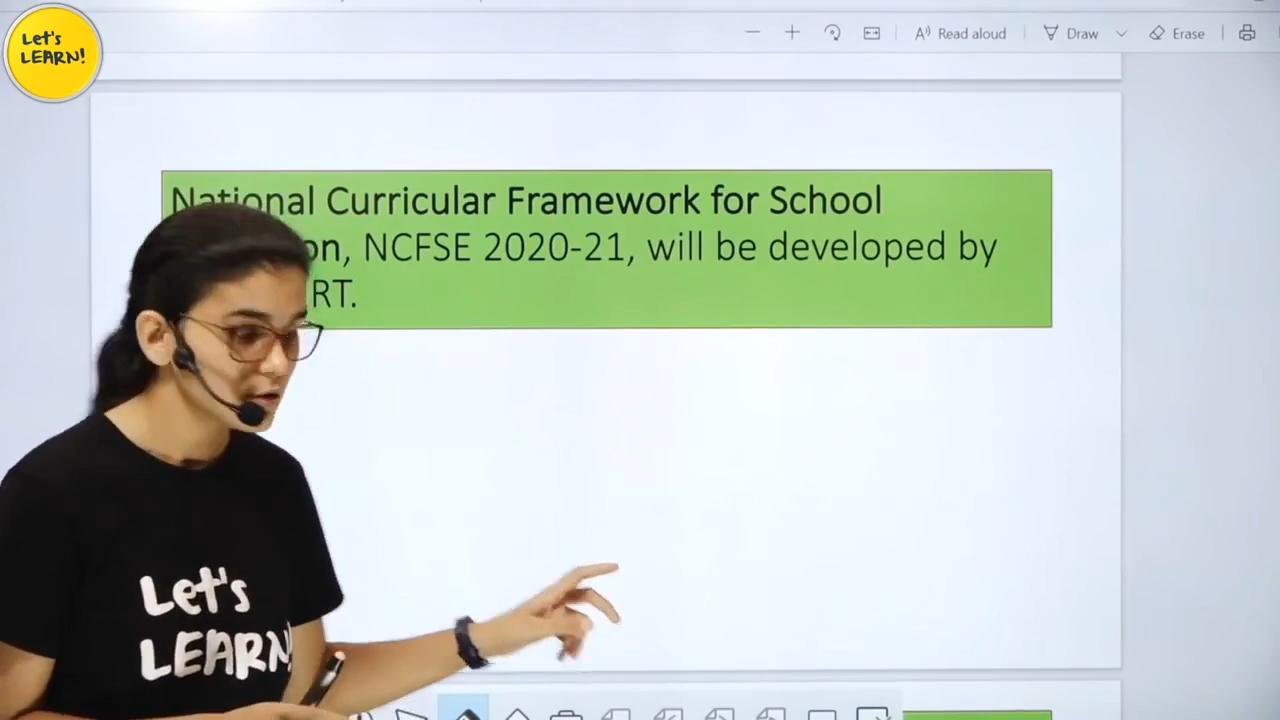 Let's
LEARN!
Read aloud
Draw
Erase
National Curricular Framework for School
on, NCFSE 2020-21, will be developed by
RT.
Let's
LEARN!